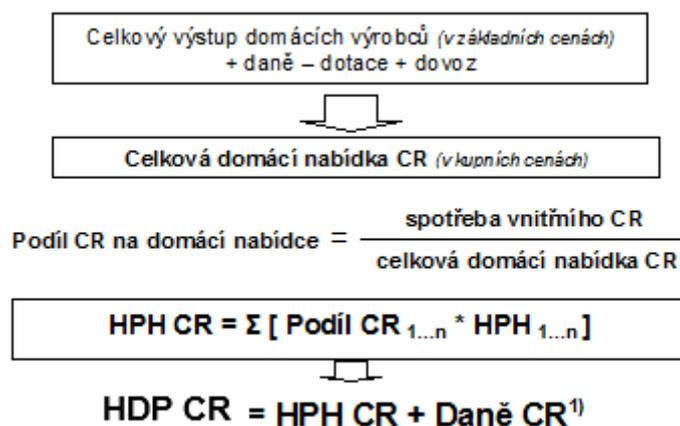 Celkový výstup domácích výrobců (v základních cenách)
+ daně – dotace + dovoz
Celková domácí nabídka CR (v kupních cenách)
Podíl CR na domácí nabídce = spotřeba vnitřního CR
celková domácí nabídka CR
HPH CR = Σ [ Podíl CR 1...n * HPH 1...n ]
HDP CR = HPH CR + Daně CR1)